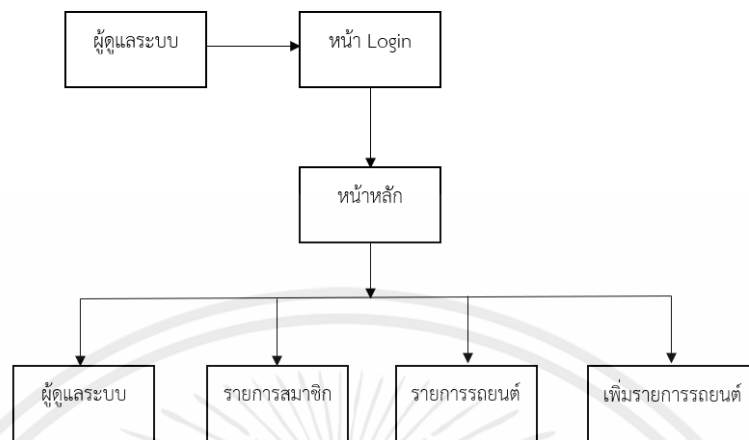 ผู้ดูแลระบบ
หน้า Login
หน้าหลัก
ผู้ดูแลระบบ
รายการสมาชิก
รายการรถยนต์
เพิ่มรายการรถยนต์